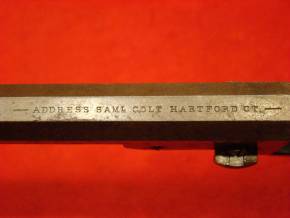 — ADDRESS SAML COLT HARTFORD CT. —